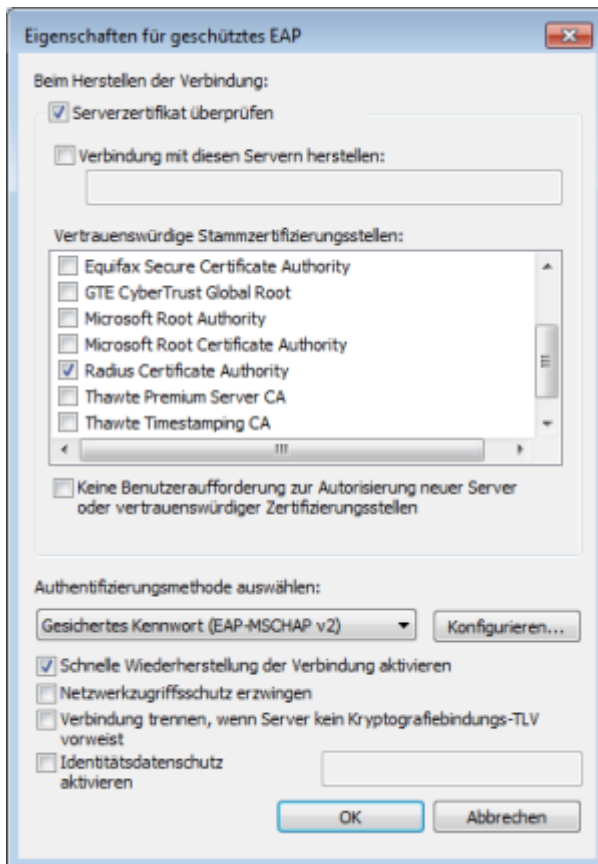 Eigenschaften für geschütztes EAP
Beim Herstellen der Verbindung:
Serverzertifikat überprüfen
Verbindung mit diesen Servern herstellen:
Vertrauenswürdige Stammzertifizierungsstellen:
Equifax Secure Certificate Authority
GTE CyberTrust Global Root
Microsoft Root Authority
Microsoft Root Certificate Authority
Radius Certificate Authority
Thawte Premium Server CA
Thawte Timestamping CA
Keine Benutzeraufforderung zur Autorisierung neuer Server
oder vertrauenswürdiger Zertifizierungsstellen
Authentifizierungsmethode auswählen:
Gesichertes Kennwort (EAP-MSCHAP v2)
Konfigurieren...
Schnelle Wiederherstellung der Verbindung aktivieren
Netzwerkzugriffsschutz erzwingen
Verbindung trennen, wenn Server kein Kryptografiebindungs-TLV
vorweist
Identitätsdatenschutz
aktivieren
OK
Abbrechen